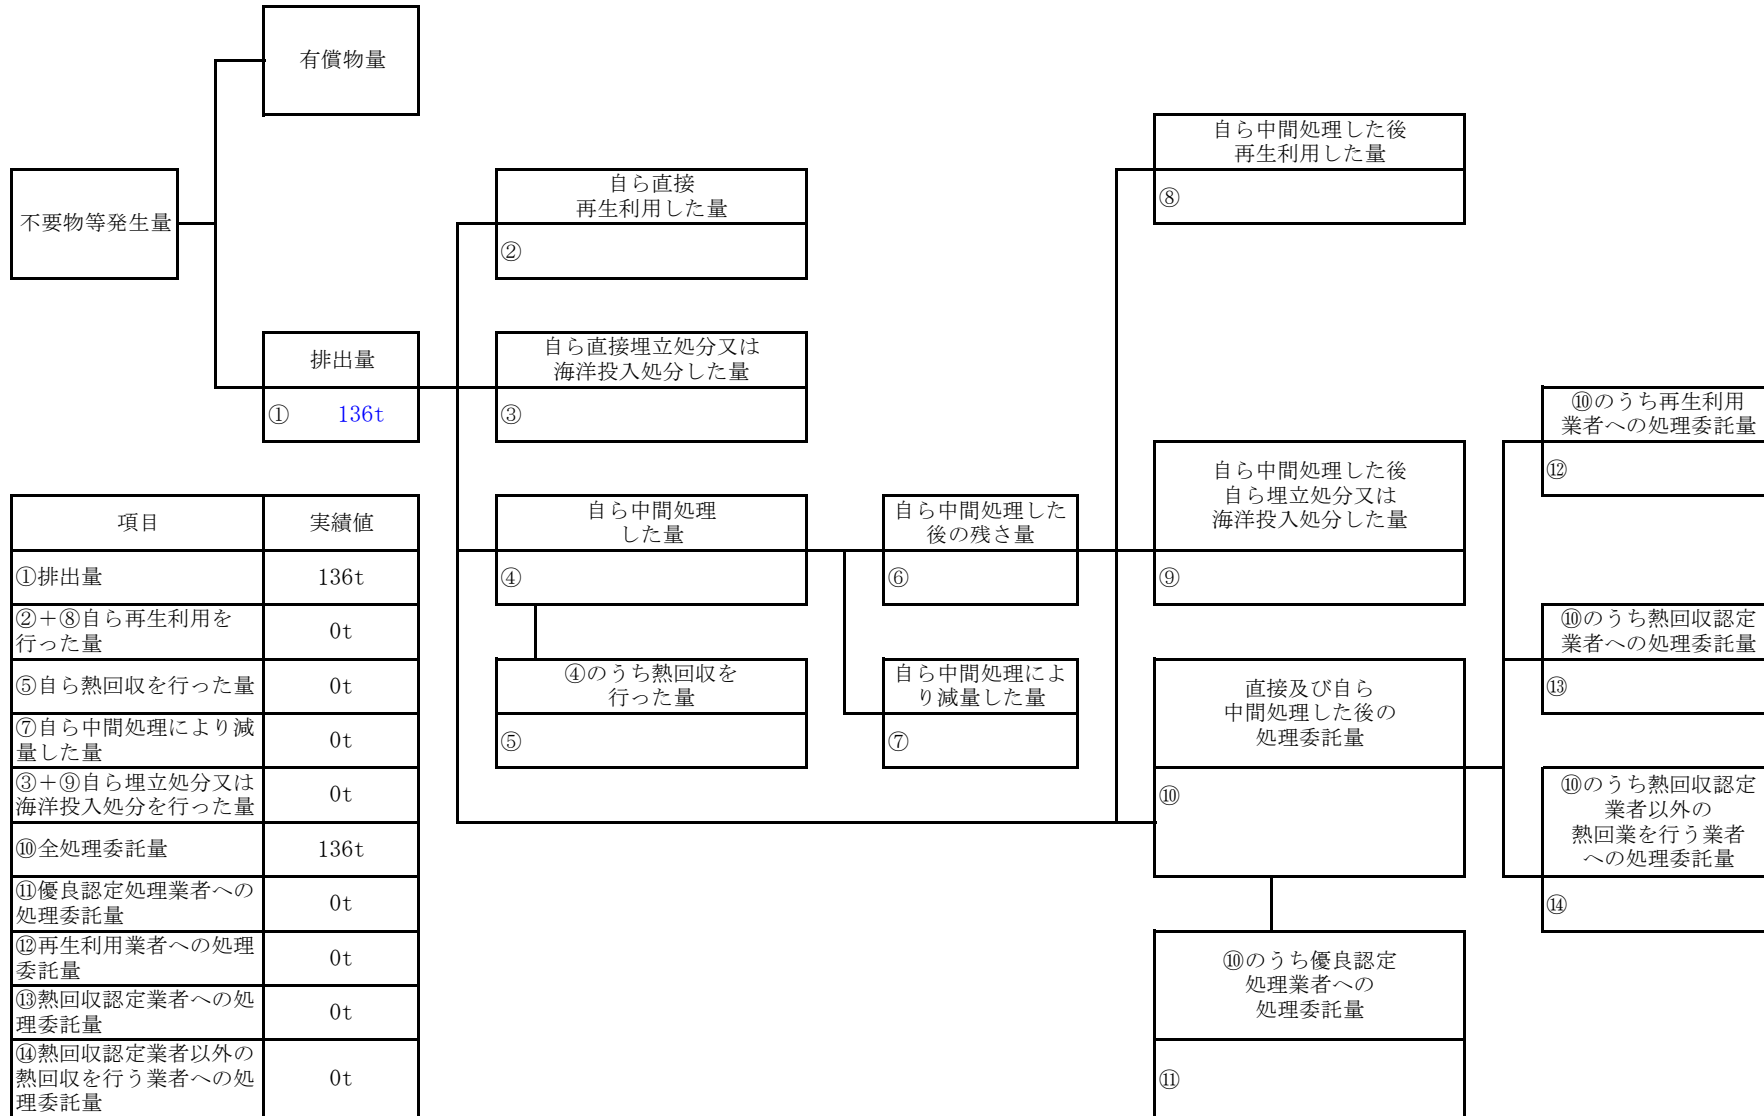 有償物量
不要物等発生量
排出量
① 136t
自ら直接
再生利用した量
②
自ら直接埋立処分又は
海洋投入処分した量
③
自ら中間処理
した量
④
④のうち熱回収を
行った量
⑤
自ら中間処理した
後の残さ量
⑥
自ら中間処理によ
り減量した量
⑦
自ら中間処理した後
再生利用した量
⑧
自ら中間処理した後
自ら埋立処分又は
海洋投入処分した量
⑨
直接及び自ら
中間処理した後の
処理委託量
⑩
⑩のうち優良認定
処理業者への
処理委託量
⑪
⑩のうち再生利用
業者への処理委託量
⑫
⑩のうち熱回収認定
業者への処理委託量
⑬
⑩のうち熱回収認定
業者以外の
熱回業を行う業者
への処理委託量
⑭
項目 実績値
①排出量 136t
②＋⑧自ら再生利用を
行った量 0t
⑤自ら熱回収を行った量 0t
⑦自ら中間処理により減
量した量 0t
③＋⑨自ら埋立処分又は
海洋投入処分を行った量 0t
⑩全処理委託量 136t
⑪優良認定処理業者への
処理委託量 0t
⑫再生利用業者への処理
委託量 0t
⑬熱回収認定業者への処
理委託量 0t
⑭熱回収認定業者以外の
熱回収を行う業者への処
理委託量 0t